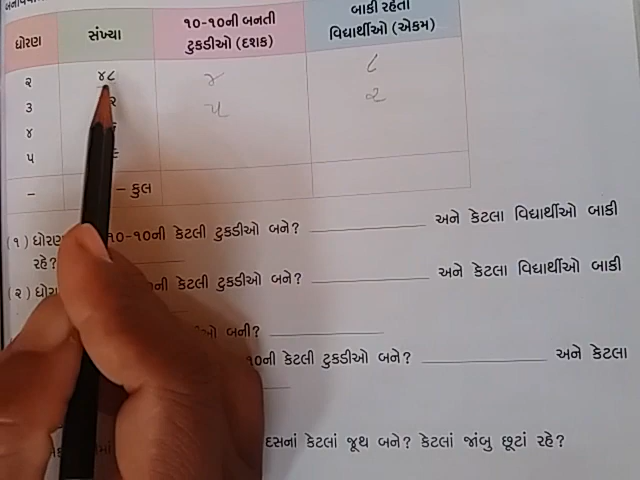 ધોરણ સંખ્યા ૧૦-૧૦ની બનતી ટુકડીઓ (દશક) બાકી રહેતા વિદ્યાર્થીઓ (એકમ)
૨ ૪૮ ૪ ૮
૩ ૨ ૫ ૨
૪
૫
– – કુલ
(૧) ધોરણ ૧૦-૧૦ની કેટલી ટુકડીઓ બને? અને કેટલા વિદ્યાર્થીઓ બાકી
રહે?
(૨) કેટલી ટુકડીઓ બને? અને કેટલા વિદ્યાર્થીઓ બાકી
બની?
કેટલી ટુકડીઓ બને? અને કેટલા
દસનાં કેટલાં જૂથ બને? કેટલાં જાંબુ છૂટાં રહે?